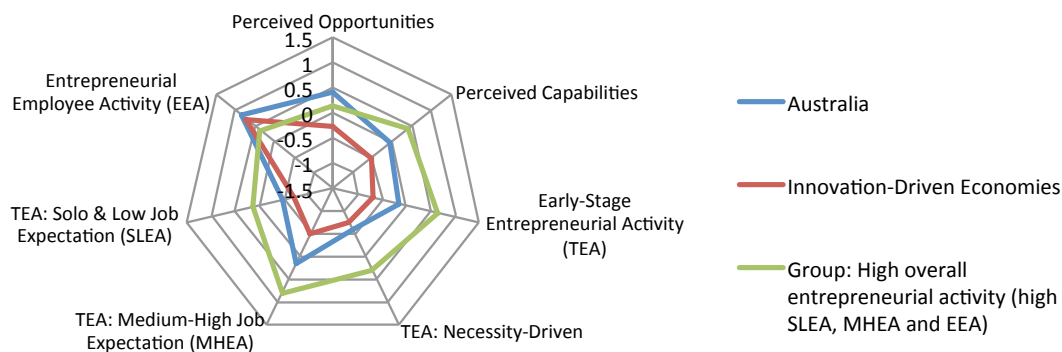 Perceived Opportunities
1.5
1
0.5
0
-0.5
-1
-1.5
Perceived Capabilities
Early-Stage
Entrepreneurial Activity
(TEA)
TEA: Necessity-Driven
TEA: Medium-High Job
Expectation (MHEA)
TEA: Solo & Low Job
Expectation (SLEA)
Entrepreneurial
Employee Activity (EEA)
Australia
Innovation-Driven Economies
Group: High overall
entrepreneurial activity (high
SLEA, MHEA and EEA)